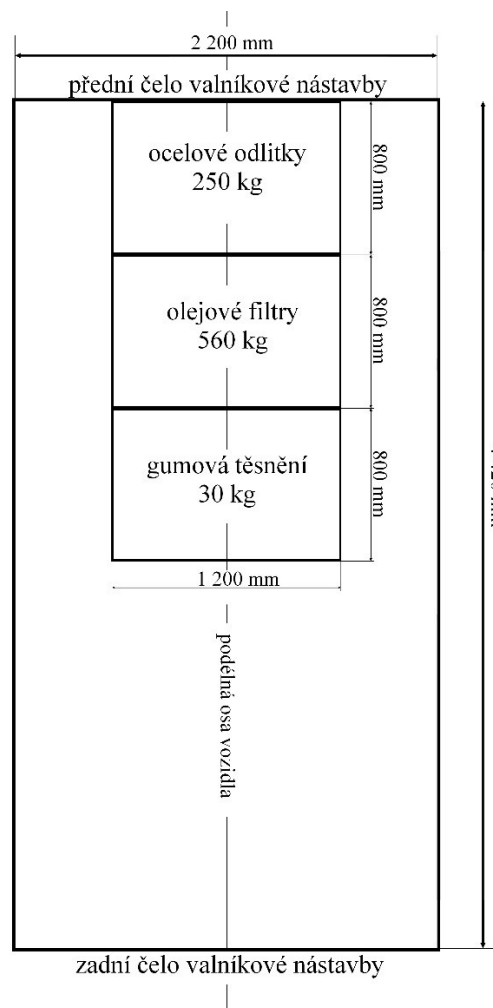 2 200 mm
přední čelo valníkové nástavby
ocelové odlitky
250 kg
800 mm
olejové filtry
560 kg
800 mm
gumová těsnění
30 kg
800 mm
1 200 mm
podélná osa vozidla
zadní čelo valníkové nástavby